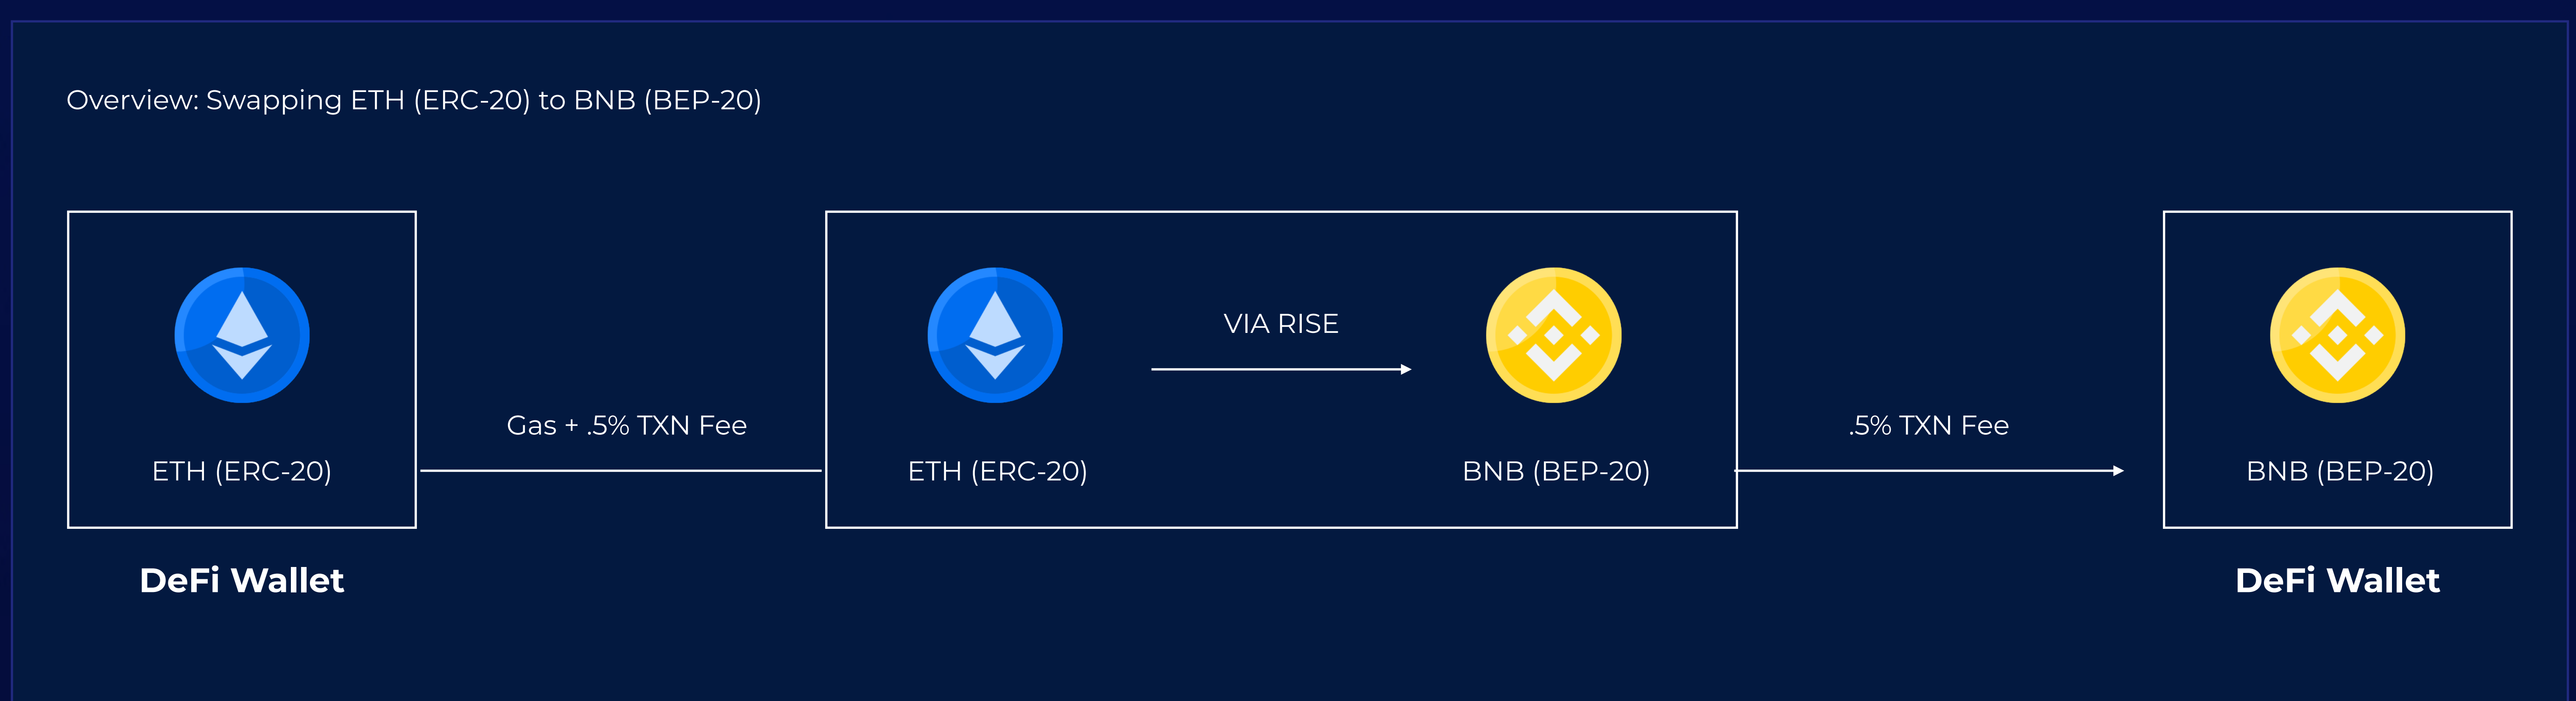 Overview: Swapping ETH (ERC-20) to BNB (BEP-20)
VIA RISE
Gas + .5% TXN Fee
.5% TXN Fee
ETH (ERC-20)
ETH (ERC-20)
BNB (BEP-20)
BNB (BEP-20)
DeFi Wallet
DeFi Wallet